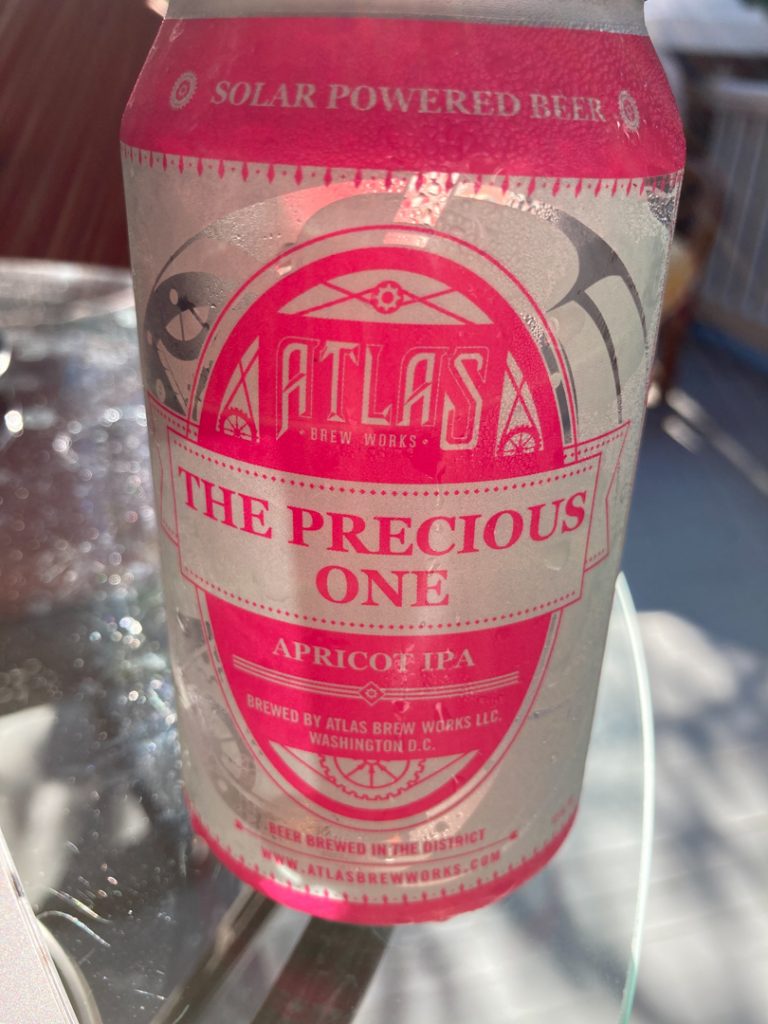 SOLAR POWERED BEER
ATLAS
· BREW WORKS ·
THE PRECIOUS
ONE
APRICOT IPA
BREWED BY ATLAS BREW WORKS LLC.
WASHINGTON D.C.
BEER BREWED IN THE DISTRICT
WWW.ATLASBREWWORKS.COM